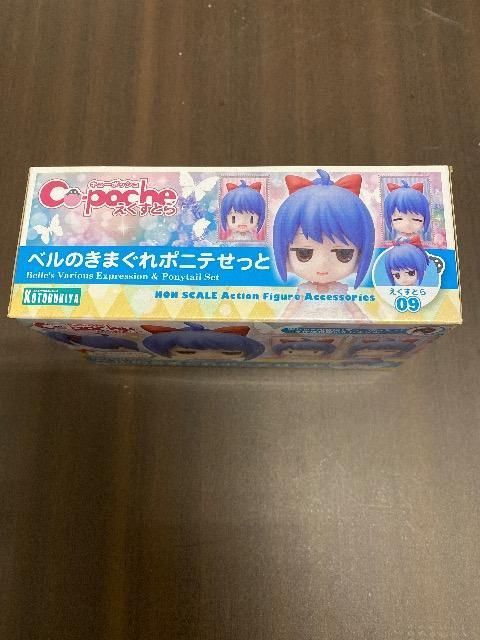 キューポッシュ
Cu-poche
えくすとら
ベルのきまぐれポニテせっと
Belle's Various Expression & Ponytail Set
KOTOBUKIYA
NON SCALE Action Figure Accessories
えくすとら
09